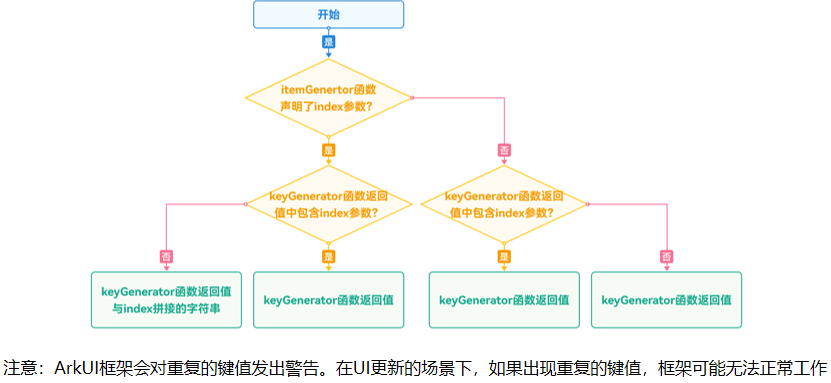 开始
是
itemGenertor函数
声明了index参数?
是
否
keyGenerator函数返回
值中包含index参数?
keyGenerator函数返回
值中包含index参数?
否
是
是
否
keyGenerator函数返回值
与index拼接的字符串
keyGenerator函数返回值
keyGenerator函数返回值
keyGenerator函数返回值
注意：ArkUI框架会对重复的键值发出警告。在UI更新的场景下，如果出现重复的键值，框架可能无法正常工作